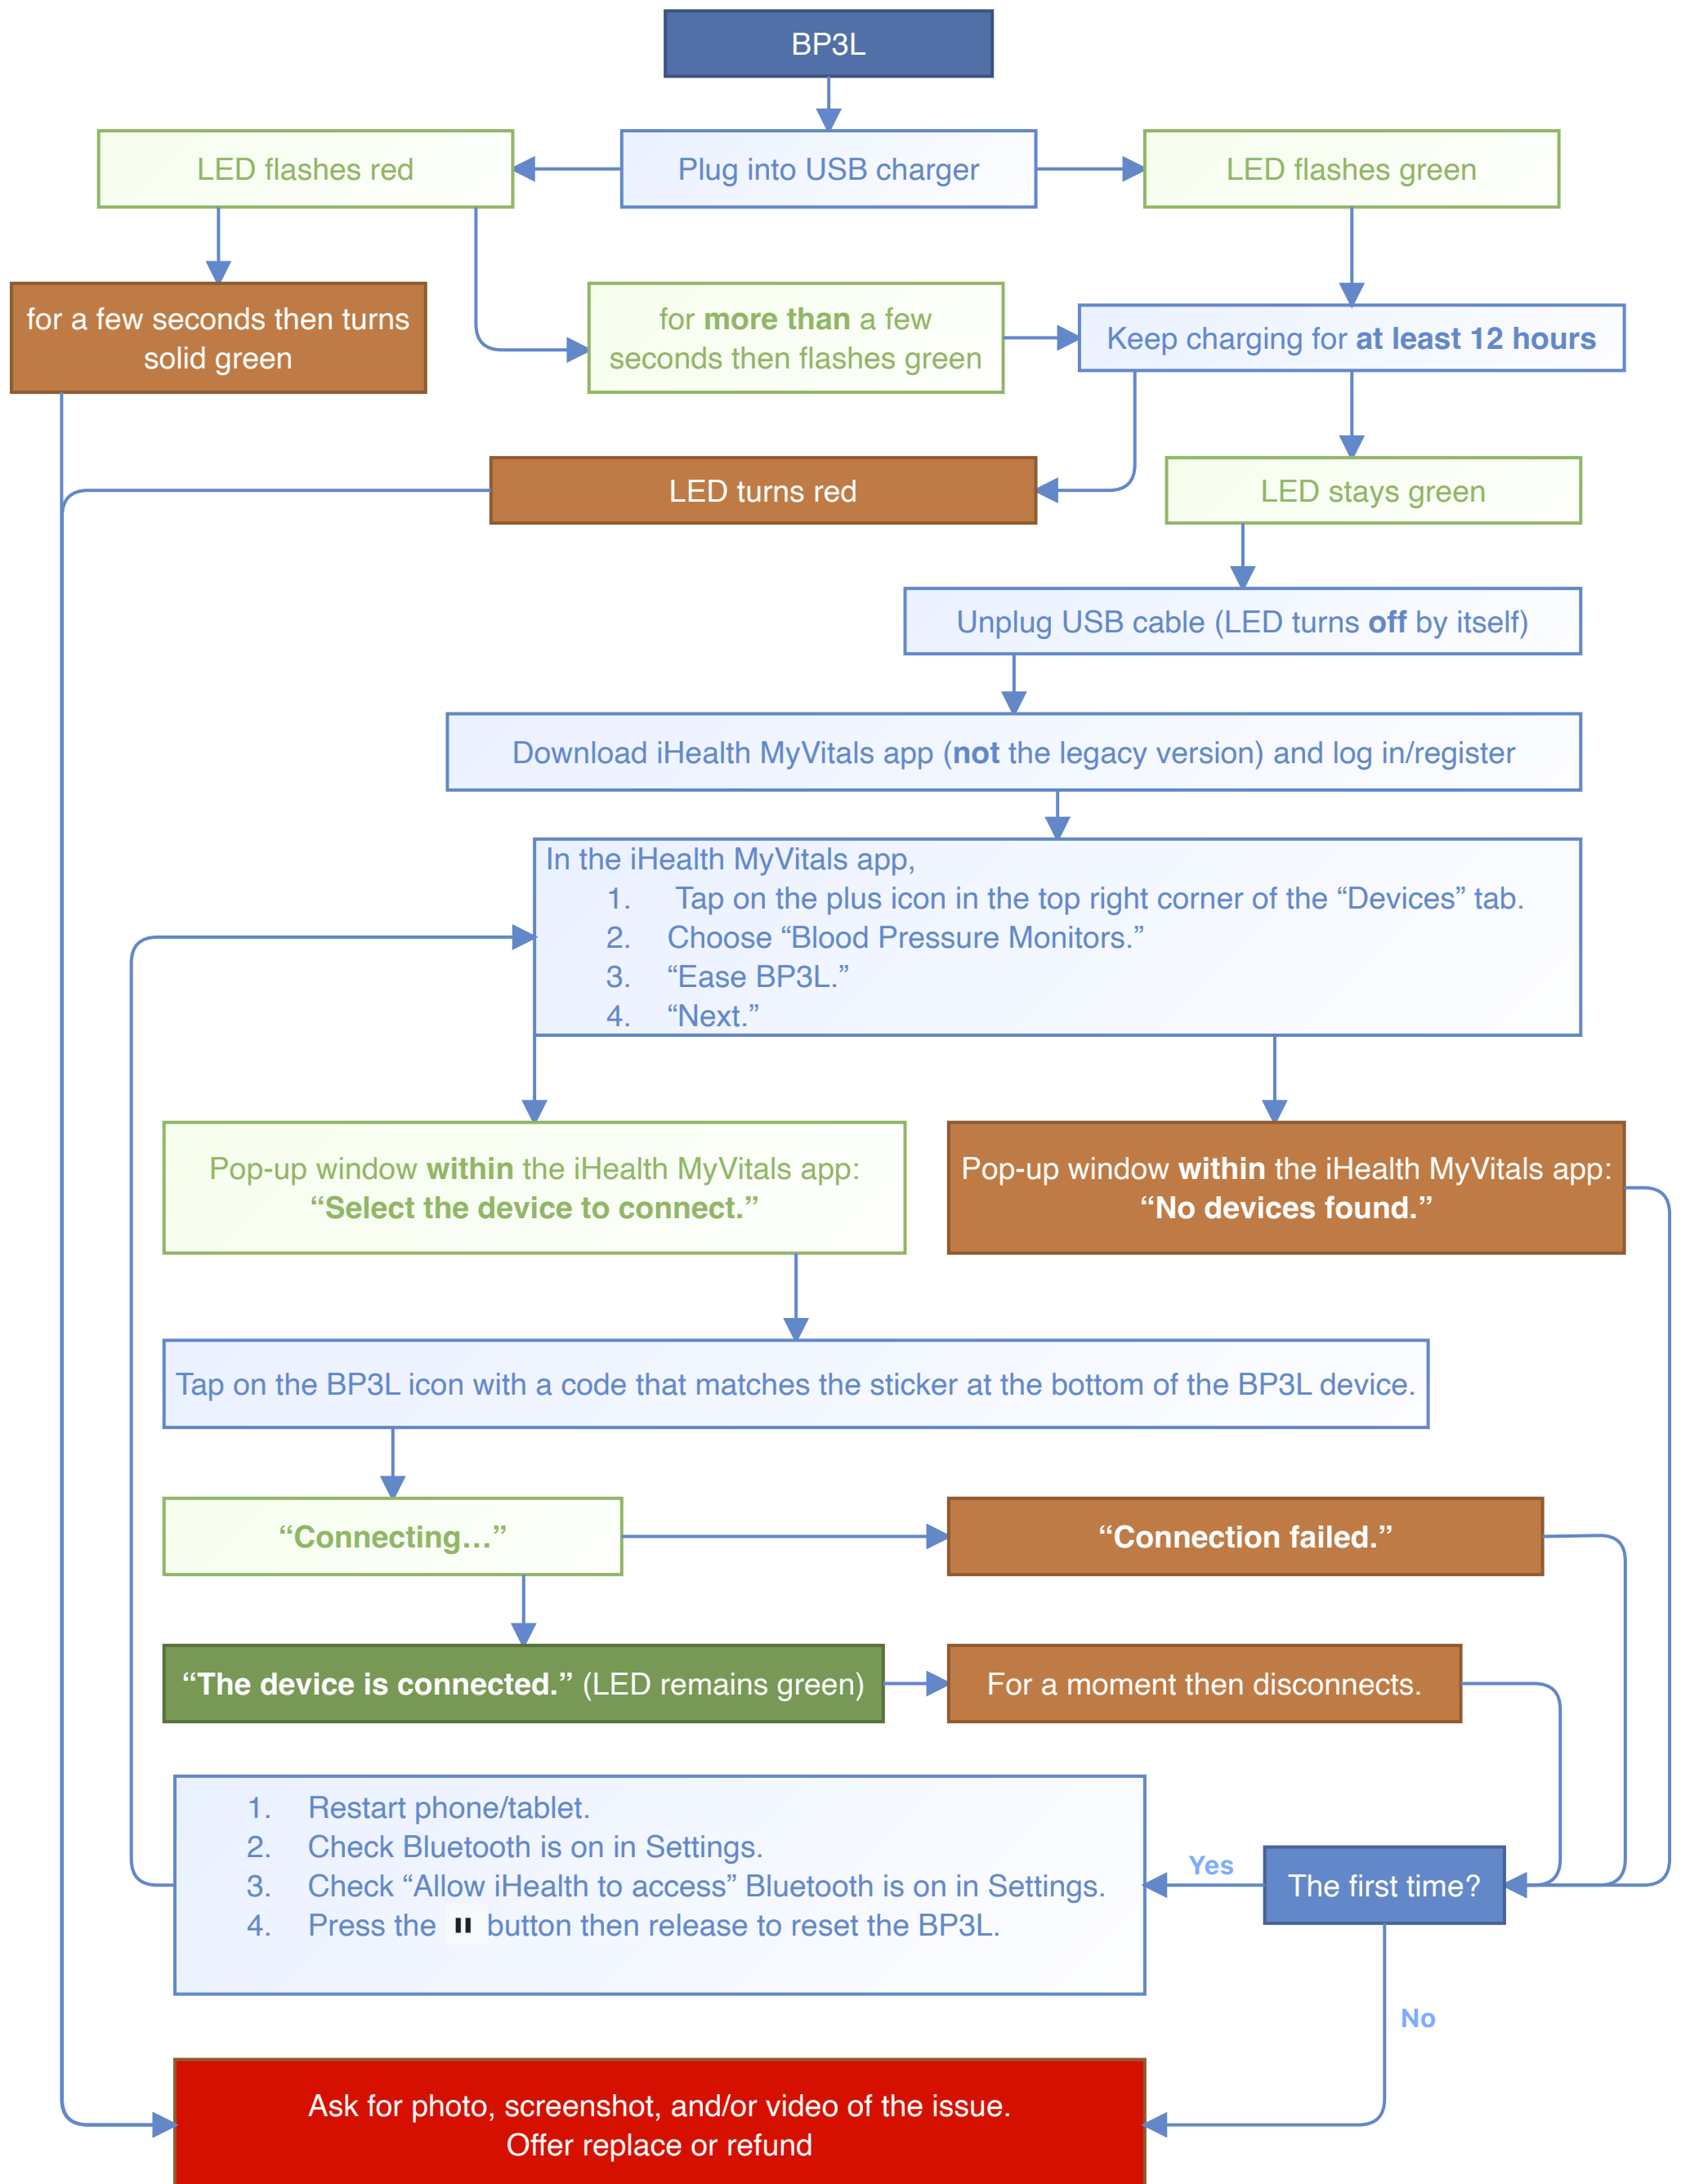 BP3L
LED flashes red
Plug into USB charger
LED flashes green
for a few seconds then turns
solid green
for more than a few
seconds then flashes green
Keep charging for at least 12 hours
LED turns red
LED stays green
Unplug USB cable (LED turns off by itself)
Download iHealth MyVitals app (not the legacy version) and log in/register
In the iHealth MyVitals app,
1. Tap on the plus icon in the top right corner of the “Devices” tab.
2. Choose “Blood Pressure Monitors.”
3. “Ease BP3L.”
4. “Next.”
Pop-up window within the iHealth MyVitals app:
“Select the device to connect.”
Pop-up window within the iHealth MyVitals app:
“No devices found.”
Tap on the BP3L icon with a code that matches the sticker at the bottom of the BP3L device.
“Connecting…”
“Connection failed.”
“The device is connected.” (LED remains green)
For a moment then disconnects.
1. Restart phone/tablet.
2. Check Bluetooth is on in Settings.
3. Check “Allow iHealth to access” Bluetooth is on in Settings.
4. Press the button then release to reset the BP3L.
Yes
The first time?
No
Ask for photo, screenshot, and/or video of the issue.
Offer replace or refund